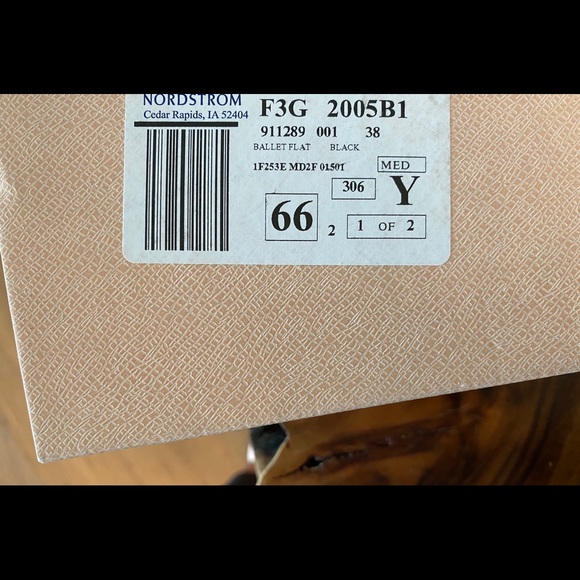 NORDSTROM
Cedar Rapids, IA 52404
F3G 2005B1
911289 001 38
BALLET FLAT BLACK
1F253E MD2F 01501
MED
306
Y
66
2
1 OF 2